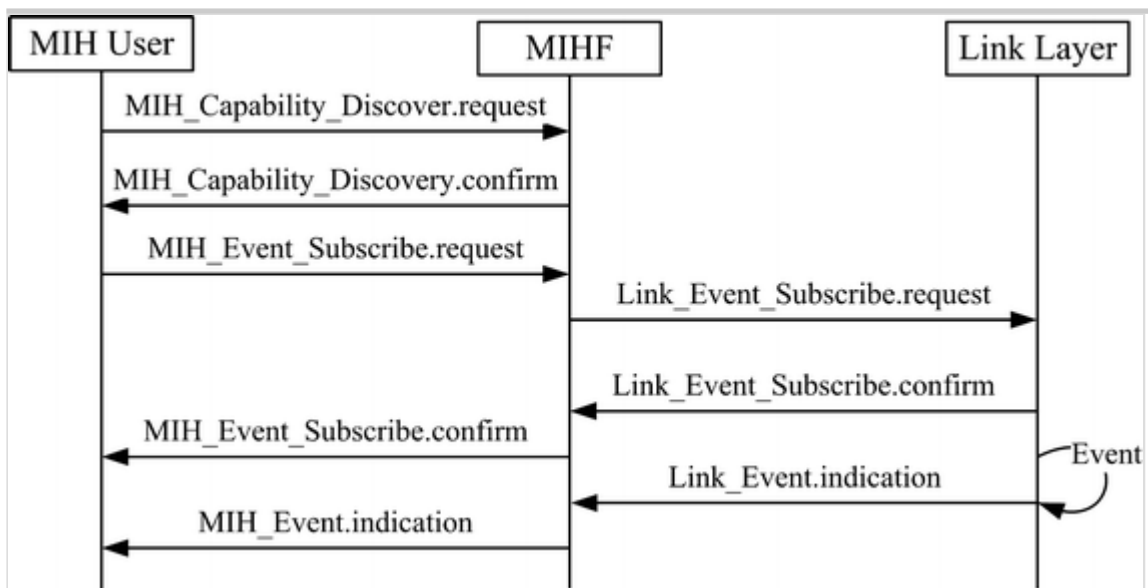 MIH User
MIHF
Link Layer
MIH_Capability_Discover.request
MIH_Capability_Discovery.confirm
MIH_Event_Subscribe.request
Link_Event_Subscribe.request
Link_Event_Subscribe.confirm
MIH_Event_Subscribe.confirm
Event
Link_Event.indication
MIH_Event.indication